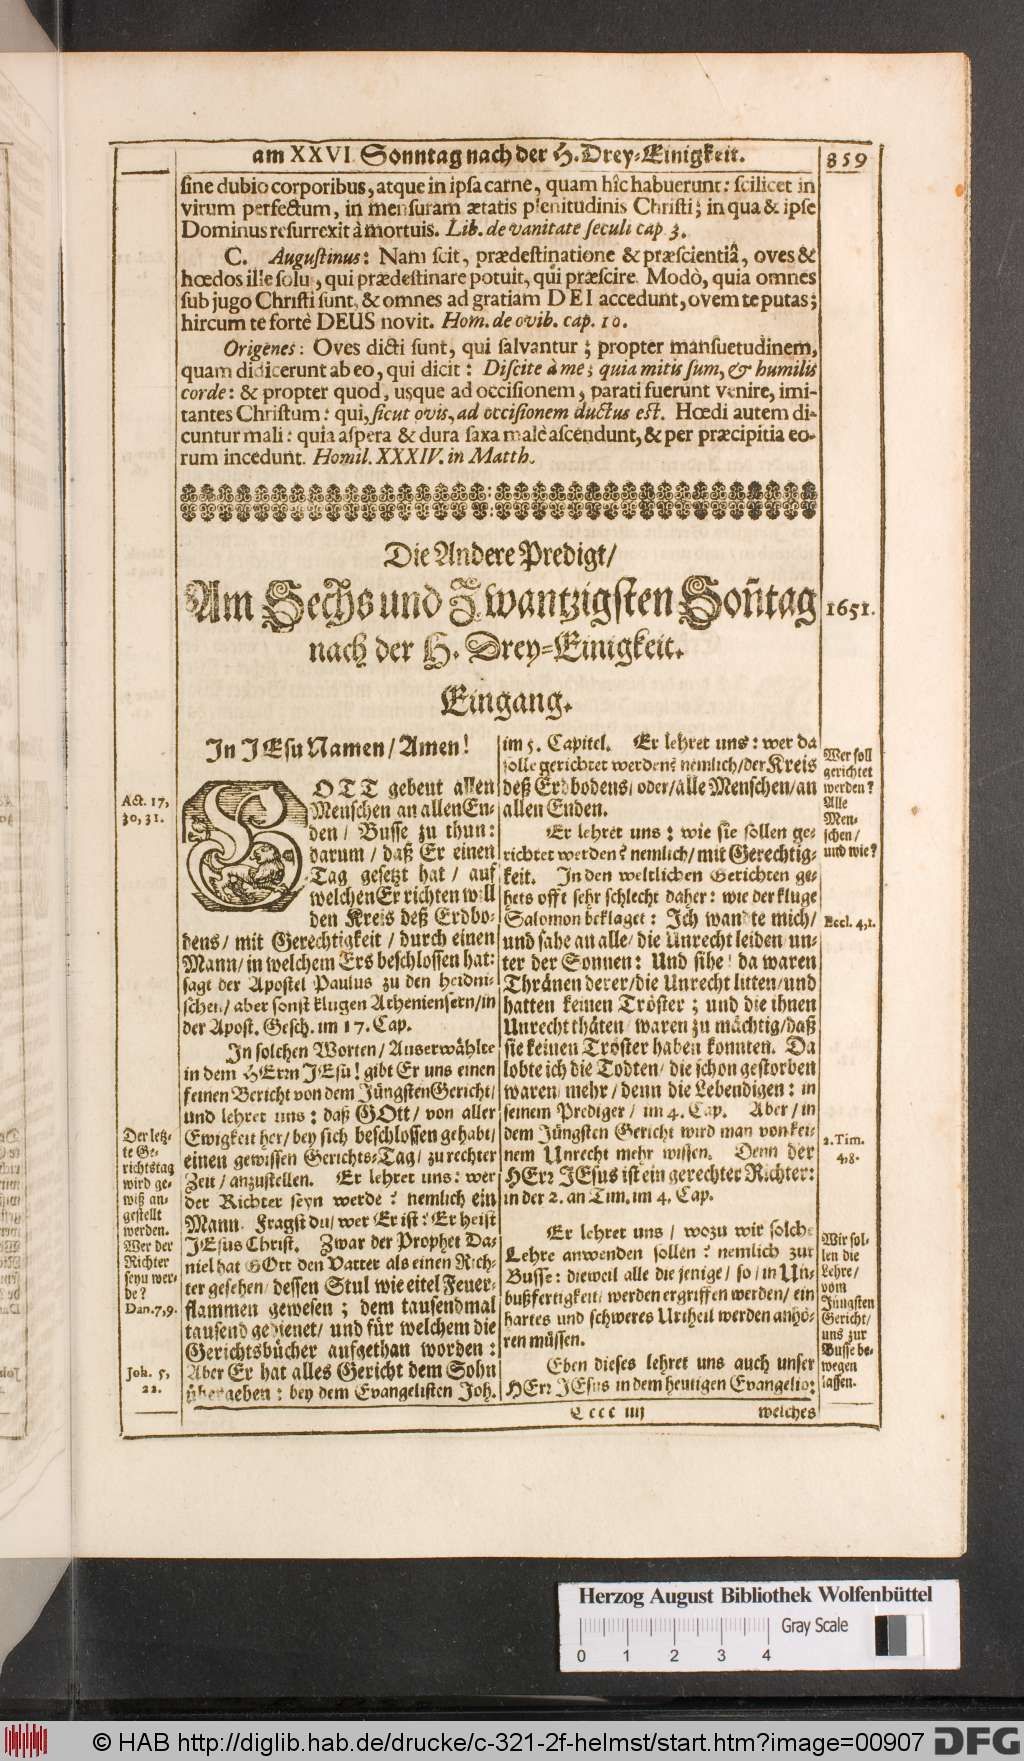 am XXVI Sonntag nach der H. Drey-Einigkeit.
859
sine dubio corporibus, atque in ipsa carne, quam hîc habuerunt: scilicet in
virum perfectum, in mensuram ætatis plenitudinis Christi; in qua & ipse
Dominus resurrexit à mortuis. Lib. de vanitate seculi cap. 3.
C. Augustinus: Nam scit, prædestinatione & præscientiâ, oves &
hœdos ille solus, qui prædestinare potuit, qui præscire. Modò, quia omnes
sub jugo Christi sunt, & omnes ad gratiam DEI accedunt, ovem te putas;
hircum te fortè DEUS novit. Hom. de ovib. cap. 10.
Origenes: Oves dicti sunt, qui salvantur; propter mansuetudinem,
quam didicerunt ab eo, qui dicit: Discite à me; quia mitis sum, & humilis
corde: & propter quod, usque ad occisionem, parati fuerunt venire, imi-
tantes Christum: qui, sicut ovis, ad occisionem ductus est. Hœdi autem di-
cuntur mali: quia aspera & dura saxa malè ascendunt, & per præcipitia eo-
rum incedunt. Homil. XXXIV. in Matth.
Die Andere Predigt/
Am Sechs und Zwantzigsten Soñtag
1651.
nach der H. Drey-Einigkeit.
Eingang.
In JEsu Namen/ Amen!
Act. 17,
30, 31.
GOTT gebeut allen
Menschen an allen En-
den/ Busse zu thun:
darum/ daß Er einen
Tag gesetzt hat/ auf
welchen Er richten will
den Kreis deß Erdbo-
dens/ mit Gerechtigkeit/ durch einen
Mann/ in welchem Ers beschlossen hat:
sagt der Apostel Paulus zu den heidni-
schen/ aber sonst klugen Atheniensern/ in
der Apost. Gesch. im 17. Cap.
In solchen Worten/ Auserwählte
in dem HErrn JEsu! gibt Er uns einen
feinen Bericht von dem Jüngsten Gericht/
und lehret uns: daß GOtt/ von aller
Ewigkeit her/ bey sich beschlossen gehabt/
einen gewissen Gerichts-Tag/ zu rechter
Zeit/ anzustellen. Er lehret uns: wer
der Richter seyn werde? nemlich ein
Mann. Fragst du/ wer Er ist? Er heist
JEsus Christ. Zwar der Prophet Da-
niel hat GOtt den Vatter als einen Rich-
ter gesehen/ dessen Stul wie eitel Feuer-
flammen gewesen; dem tausendmal
tausend gedienet/ und für welchem die
Gerichtsbücher aufgethan worden:
Aber Er hat alles Gericht dem Sohn
übergeben: bey dem Evangelisten Joh.
Der letz-
te Ge-
richtstag
wird ge-
wiß an-
gestellt
werden.
Wer der
Richter
seyn wer-
de?
Dan. 7, 9.
Joh. 5,
22.
im 5. Capitel. Er lehret uns: wer da
solle gerichtet werden? nemlich/ der Kreis
deß Erdbodens/ oder/ alle Menschen/ an
allen Enden.
Er lehret uns: wie sie sollen ge-
richtet werden? nemlich/ mit Gerechtig-
keit. In den weltlichen Gerichten ge-
hets offt sehr schlecht daher: wie der kluge
Salomon beklaget: Ich wandte mich/
und sahe an alle/ die Unrecht leiden/ un-
ter der Sonnen: Und sihe! da waren
Thränen derer/ die Unrecht litten/ und
hatten keinen Tröster; und die ihnen
Unrecht thäten/ waren zu mächtig/ daß
sie keinen Tröster haben konnten. Da
lobte ich die Todten/ die schon gestorben
waren/ mehr/ denn die Lebendigen: in
seinem Prediger/ im 4. Cap. Aber/ in
dem Jüngsten Gericht wird man von kei-
nem Unrecht mehr wissen. Denn der
HErr JEsus ist ein gerechter Richter:
in der 2. an Tim. im 4. Cap.
Er lehret uns/ wozu wir solche
Lehre anwenden sollen? nemlich zur
Busse: dieweil alle die jenige/ so/ in Un-
bußfertigkeit/ werden ergriffen werden/ ein
hartes und schweres Urtheil werden anhö-
ren müssen.
Eben dieses lehret uns auch unser
HErr JEsus in dem heutigen Evangelio:
Wer soll
gerichtet
werden?
Alle
Men-
schen/
und wie?
Eccl. 4, 1.
2. Tim.
4, 8.
Wir sol-
len die
Lehre/
vom
Jüngsten
Gericht/
uns zur
Busse be-
wegen
lassen.
Cccc iiij
welches
Herzog August Bibliothek Wolfenbüttel
Gray Scale
0 1 2 3 4
© HAB http://diglib.hab.de/drucke/c-321-2f-helmst/start.htm?image=00907
DFG